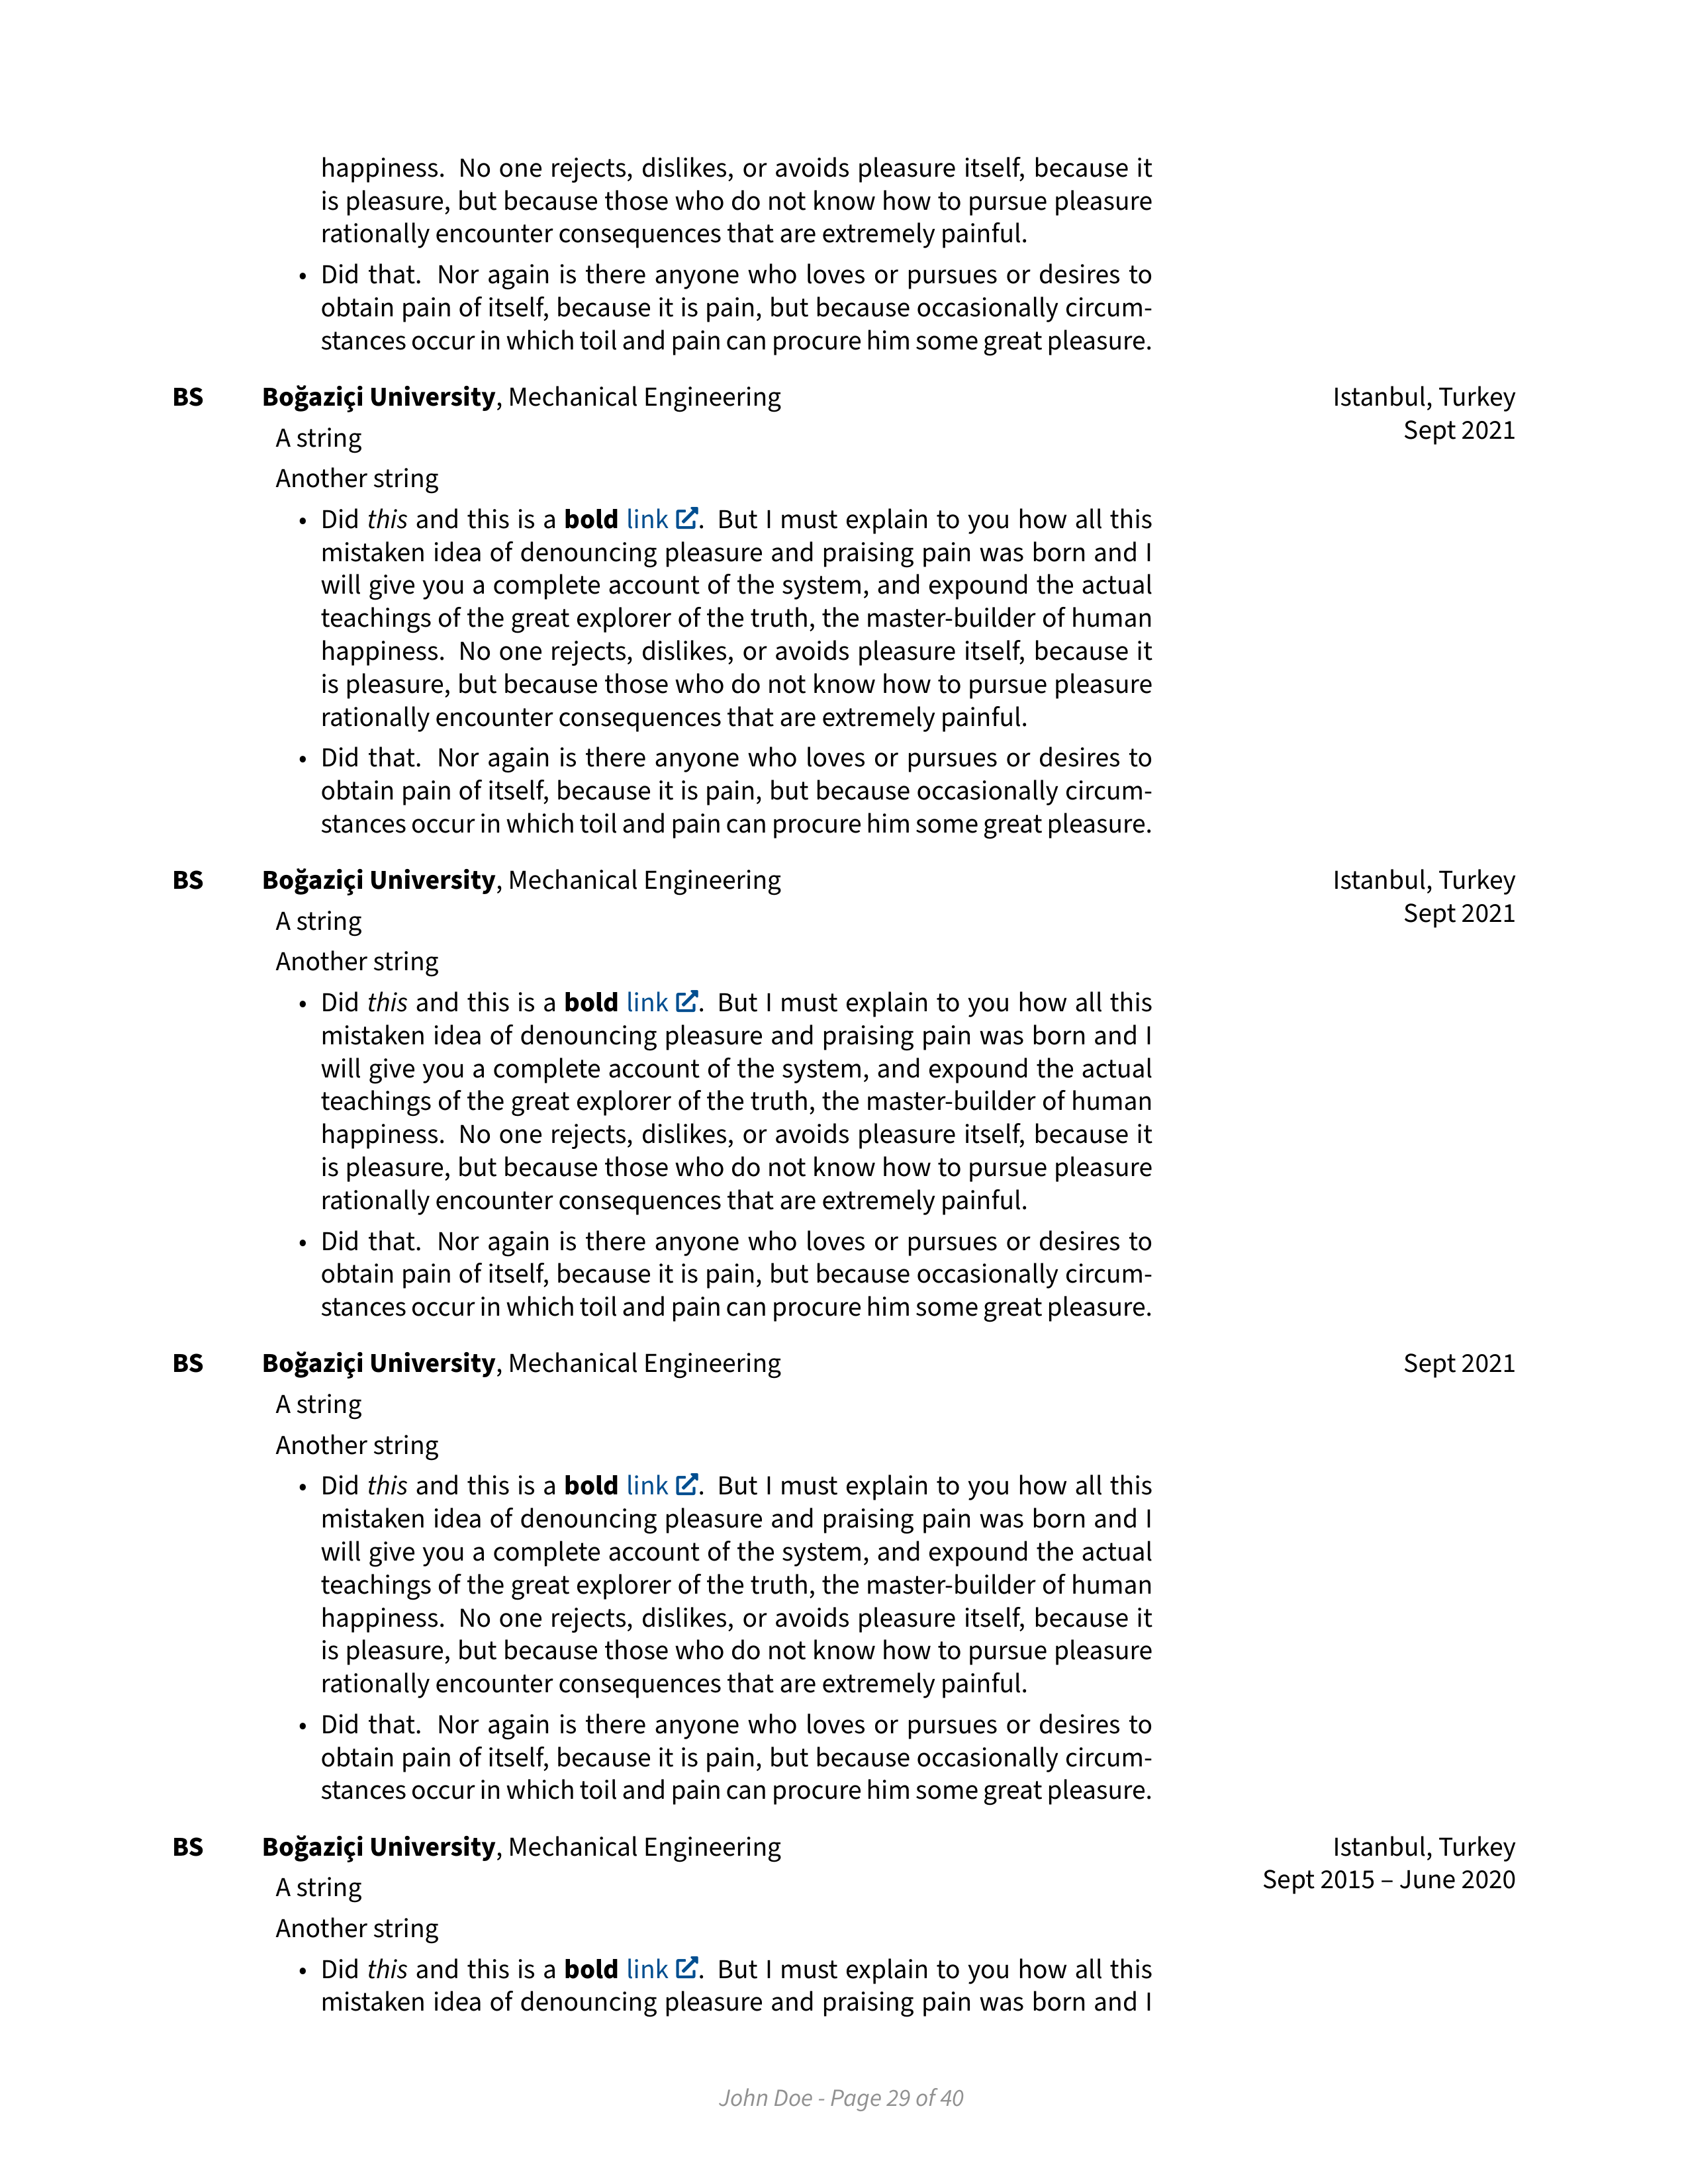 happiness. No one rejects, dislikes, or avoids pleasure itself, because it
is pleasure, but because those who do not know how to pursue pleasure
rationally encounter consequences that are extremely painful.
• Did that. Nor again is there anyone who loves or pursues or desires to
obtain pain of itself, because it is pain, but because occasionally circum-
stances occur in which toil and pain can procure him some great pleasure.
BS Boğaziçi University, Mechanical Engineering Istanbul, Turkey
Sept 2021
A string
Another string
• Did this and this is a bold link. But I must explain to you how all this
mistaken idea of denouncing pleasure and praising pain was born and I
will give you a complete account of the system, and expound the actual
teachings of the great explorer of the truth, the master-builder of human
happiness. No one rejects, dislikes, or avoids pleasure itself, because it
is pleasure, but because those who do not know how to pursue pleasure
rationally encounter consequences that are extremely painful.
• Did that. Nor again is there anyone who loves or pursues or desires to
obtain pain of itself, because it is pain, but because occasionally circum-
stances occur in which toil and pain can procure him some great pleasure.
BS Boğaziçi University, Mechanical Engineering Istanbul, Turkey
Sept 2021
A string
Another string
• Did this and this is a bold link. But I must explain to you how all this
mistaken idea of denouncing pleasure and praising pain was born and I
will give you a complete account of the system, and expound the actual
teachings of the great explorer of the truth, the master-builder of human
happiness. No one rejects, dislikes, or avoids pleasure itself, because it
is pleasure, but because those who do not know how to pursue pleasure
rationally encounter consequences that are extremely painful.
• Did that. Nor again is there anyone who loves or pursues or desires to
obtain pain of itself, because it is pain, but because occasionally circum-
stances occur in which toil and pain can procure him some great pleasure.
BS Boğaziçi University, Mechanical Engineering Sept 2021
A string
Another string
• Did this and this is a bold link. But I must explain to you how all this
mistaken idea of denouncing pleasure and praising pain was born and I
will give you a complete account of the system, and expound the actual
teachings of the great explorer of the truth, the master-builder of human
happiness. No one rejects, dislikes, or avoids pleasure itself, because it
is pleasure, but because those who do not know how to pursue pleasure
rationally encounter consequences that are extremely painful.
• Did that. Nor again is there anyone who loves or pursues or desires to
obtain pain of itself, because it is pain, but because occasionally circum-
stances occur in which toil and pain can procure him some great pleasure.
BS Boğaziçi University, Mechanical Engineering Istanbul, Turkey
Sept 2015 – June 2020
A string
Another string
• Did this and this is a bold link. But I must explain to you how all this
mistaken idea of denouncing pleasure and praising pain was born and I
John Doe - Page 29 of 40